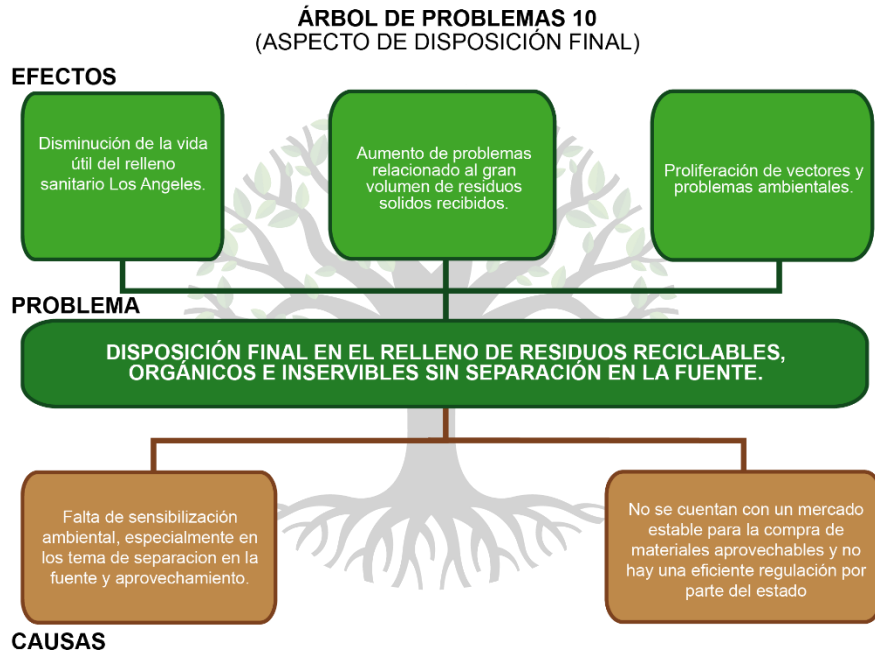 ÁRBOL DE PROBLEMAS 10
(ASPECTO DE DISPOSICIÓN FINAL)
EFECTOS
Disminución de la vida
útil del relleno
sanitario Los Angeles.
Aumento de problemas
relacionado al gran
volumen de residuos
solidos recibidos.
Proliferación de vectores y
problemas ambientales.
PROBLEMA
DISPOSICIÓN FINAL EN EL RELLENO DE RESIDUOS RECICLABLES,
ORGÁNICOS E INSERVIBLES SIN SEPARACIÓN EN LA FUENTE.
Falta de sensibilización
ambiental, especialmente en
los tema de separacion en la
fuente y aprovechamiento.
No se cuentan con un mercado
estable para la compra de
materiales aprovechables y no
hay una eficiente regulación por
parte del estado
CAUSAS